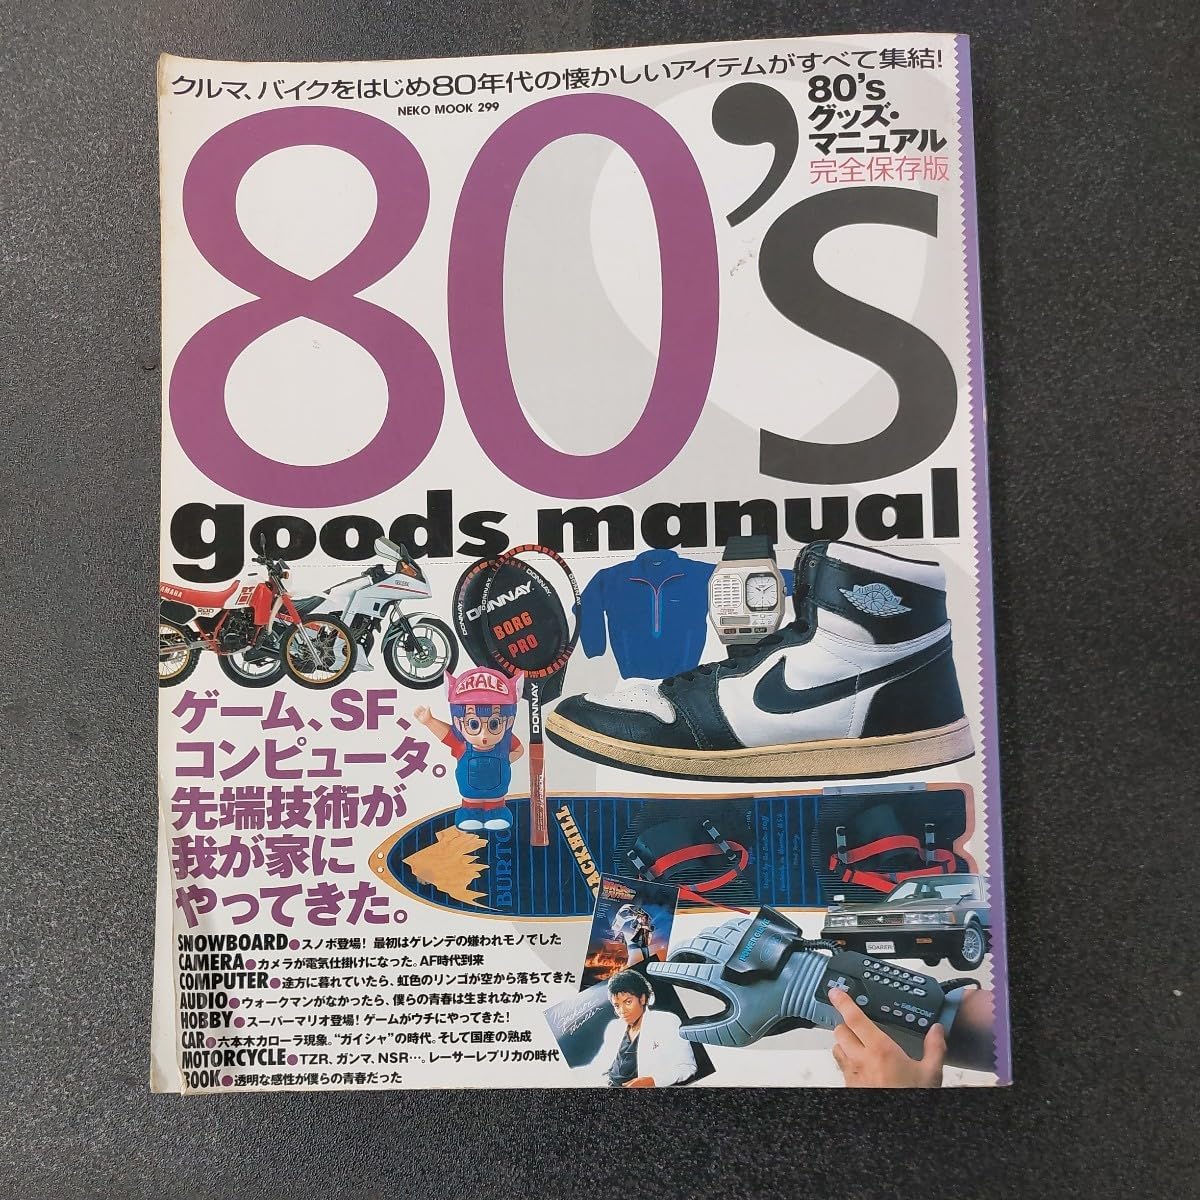 クルマ、バイクをはじめ80年代の懐かしいアイテムがすべて集結!
NEKO MOOK 299
80's
グッズ・
マニュアル
完全保存版
80's
goods manual
YAMAHA
200
DONNAY
DONNAY
BORG
PRO
DONNAY
AIR JORDAN
ARALE
ゲーム、SF、
コンピュータ。
先端技術が
我が家に
やってきた。
BURTON
BACKHILL
SOARER
POWER GLOVE
for FAMICOM
SNOWBOARD●スノボ登場! 最初はゲレンデの嫌われモノでした
CAMERA●カメラが電気仕掛けになった。AF時代到来
COMPUTER●途方に暮れていたら、虹色のリンゴが空から落ちてきた
AUDIO●ウォークマンがなかったら、僕らの青春は生まれなかった
HOBBY●スーパーマリオ登場!ゲームがウチにやってきた!
CAR●六本木カローラ現象。“ガイシャ”の時代。そして国産の熟成
MOTORCYCLE●TZR、ガンマ、NSR…。レーサーレプリカの時代
BOOK●透明な感性が僕らの青春だった